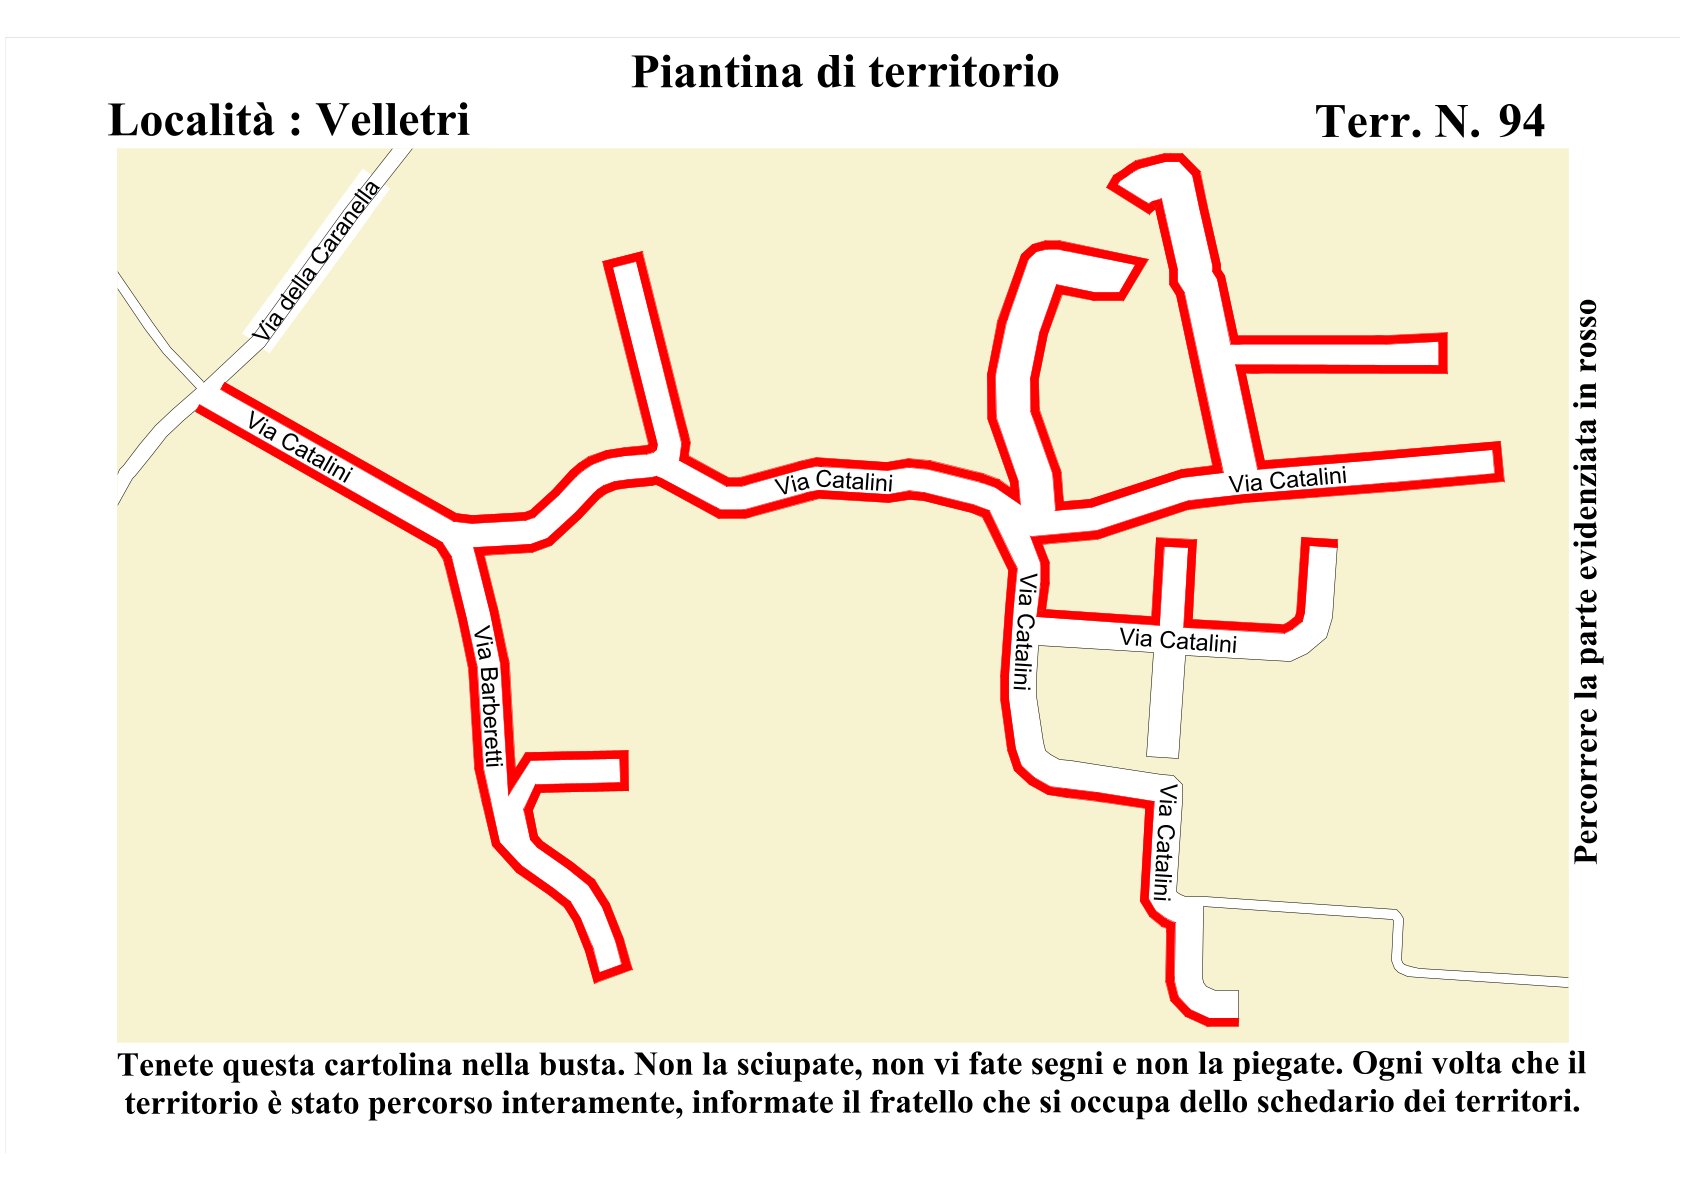 Piantina di territorio
Località : Velletri
Terr. N. 94
Via della Caranella
Via Catalini
Via Catalini
Via Catalini
Via Catalini
Via Catalini
Via Barberetti
Via Catalini
Percorrere la parte evidenziata in rosso
Tenete questa cartolina nella busta. Non la sciupate, non vi fate segni e non la piegate. Ogni volta che il
territorio è stato percorso interamente, informate il fratello che si occupa dello schedario dei territori.